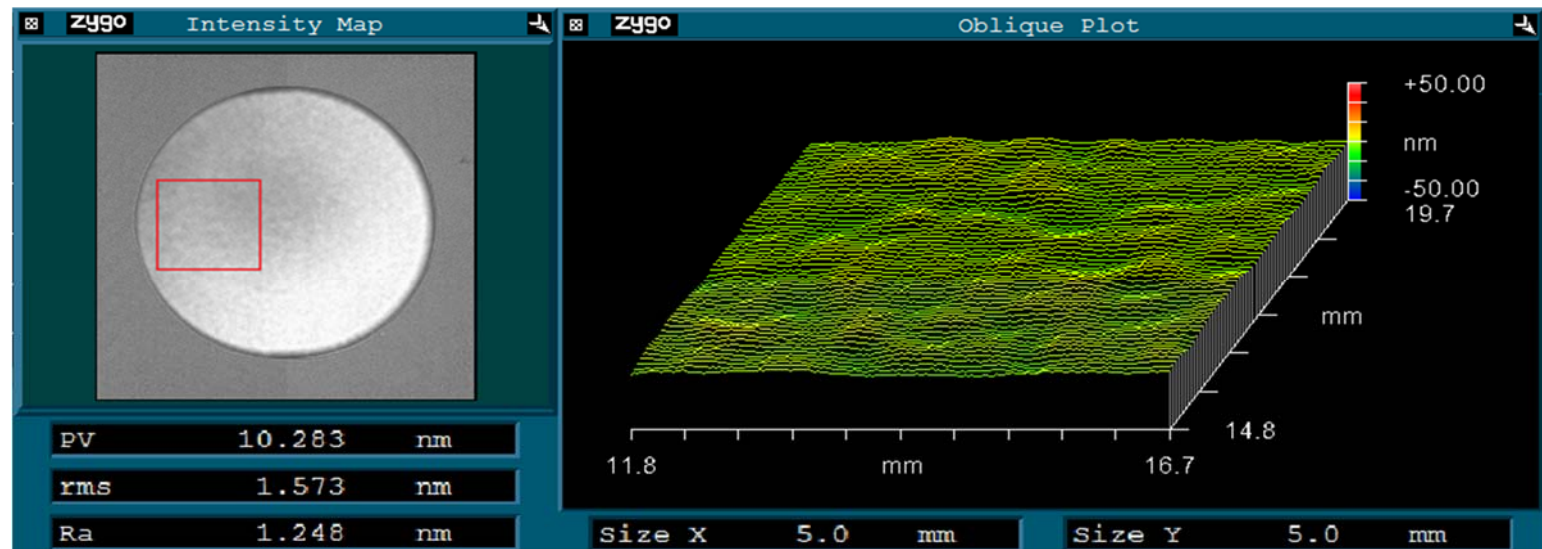 zygo Intensity Map
PV 10.283 nm
rms 1.573 nm
Ra 1.248 nm
zygo Oblique Plot
+50.00
nm
-50.00
19.7
mm
14.8
11.8 mm 16.7
Size X 5.0 mm
Size Y 5.0 mm